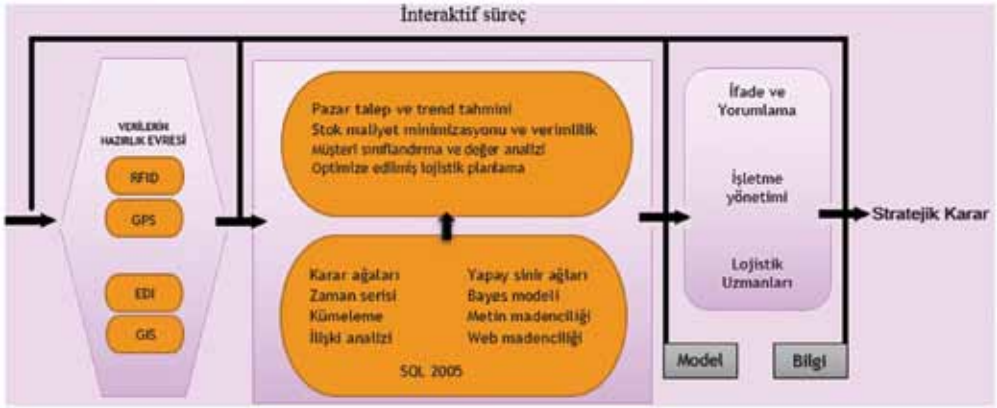 İnteraktif süreç
VERİLERİN
HAZIRLIK EVRESİ
RFID
GPS
EDI
GIS
Pazar talep ve trend tahmini
Stok maliyet minimizasyonu ve verimlilik
Müşteri sınıflandırma ve değer analizi
Optimize edilmiş lojistik planlama
Karar ağaları
Zaman serisi
Kümeleme
İlişki analizi
Yapay sinir ağları
Bayes modeli
Metin madenciliği
Web madenciliği
SQL 2005
İfade ve
Yorumlama
İşletme
yönetimi
Lojistik
Uzmanları
Model
Bilgi
Stratejik Karar